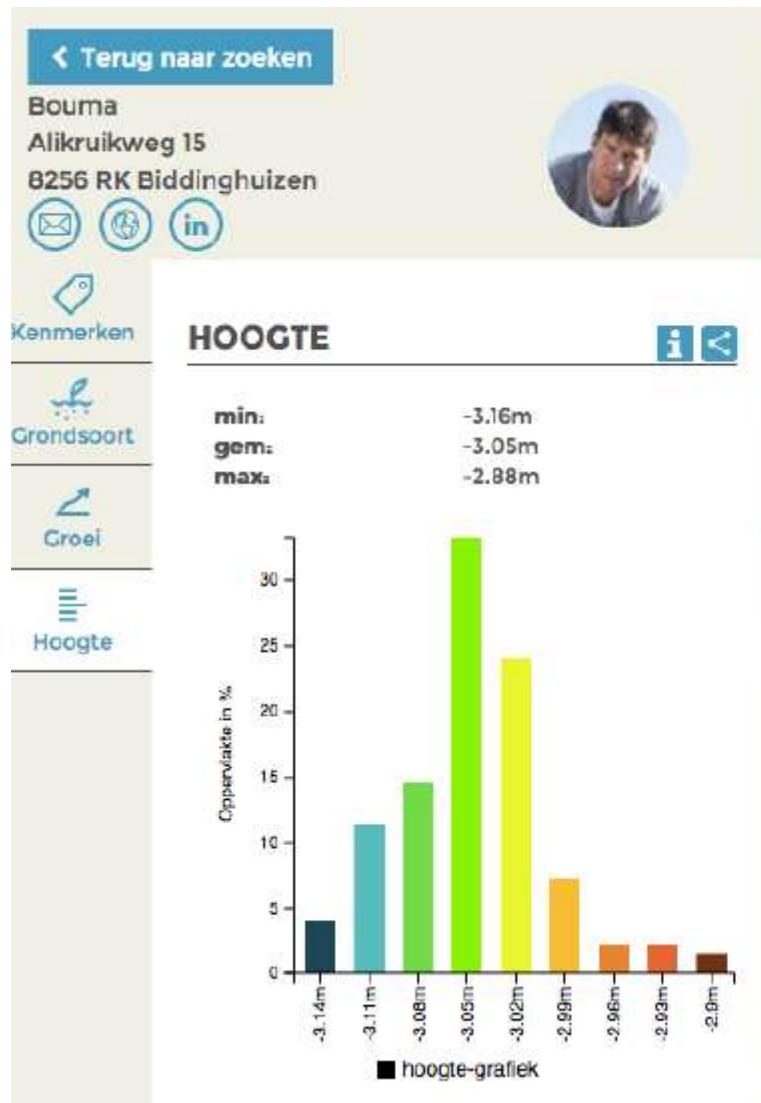 Terug naar zoeken
Bouma
Alikruikweg 15
8256 RK Biddinghuizen
in
Kenmerken
Grondsoort
Groei
Hoogte
HOOGTE
i
min: -3.16m
gem: -3.05m
max: -2.88m
Oppervlakte in %
30
25
20
15
10
5
0
-3.14m
-3.11m
-3.08m
-3.05m
-3.02m
-2.99m
-2.96m
-2.93m
-2.9m
hoogte-grafiek